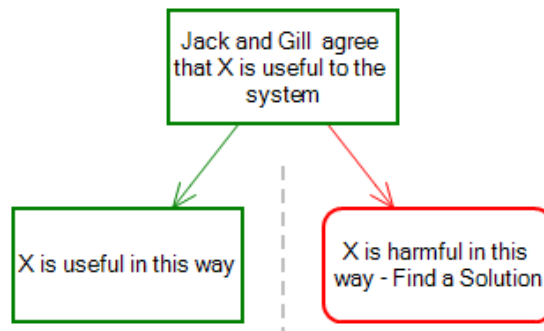 Jack and Gill agree
that X is useful to the
system
X is useful in this way
X is harmful in this
way - Find a Solution